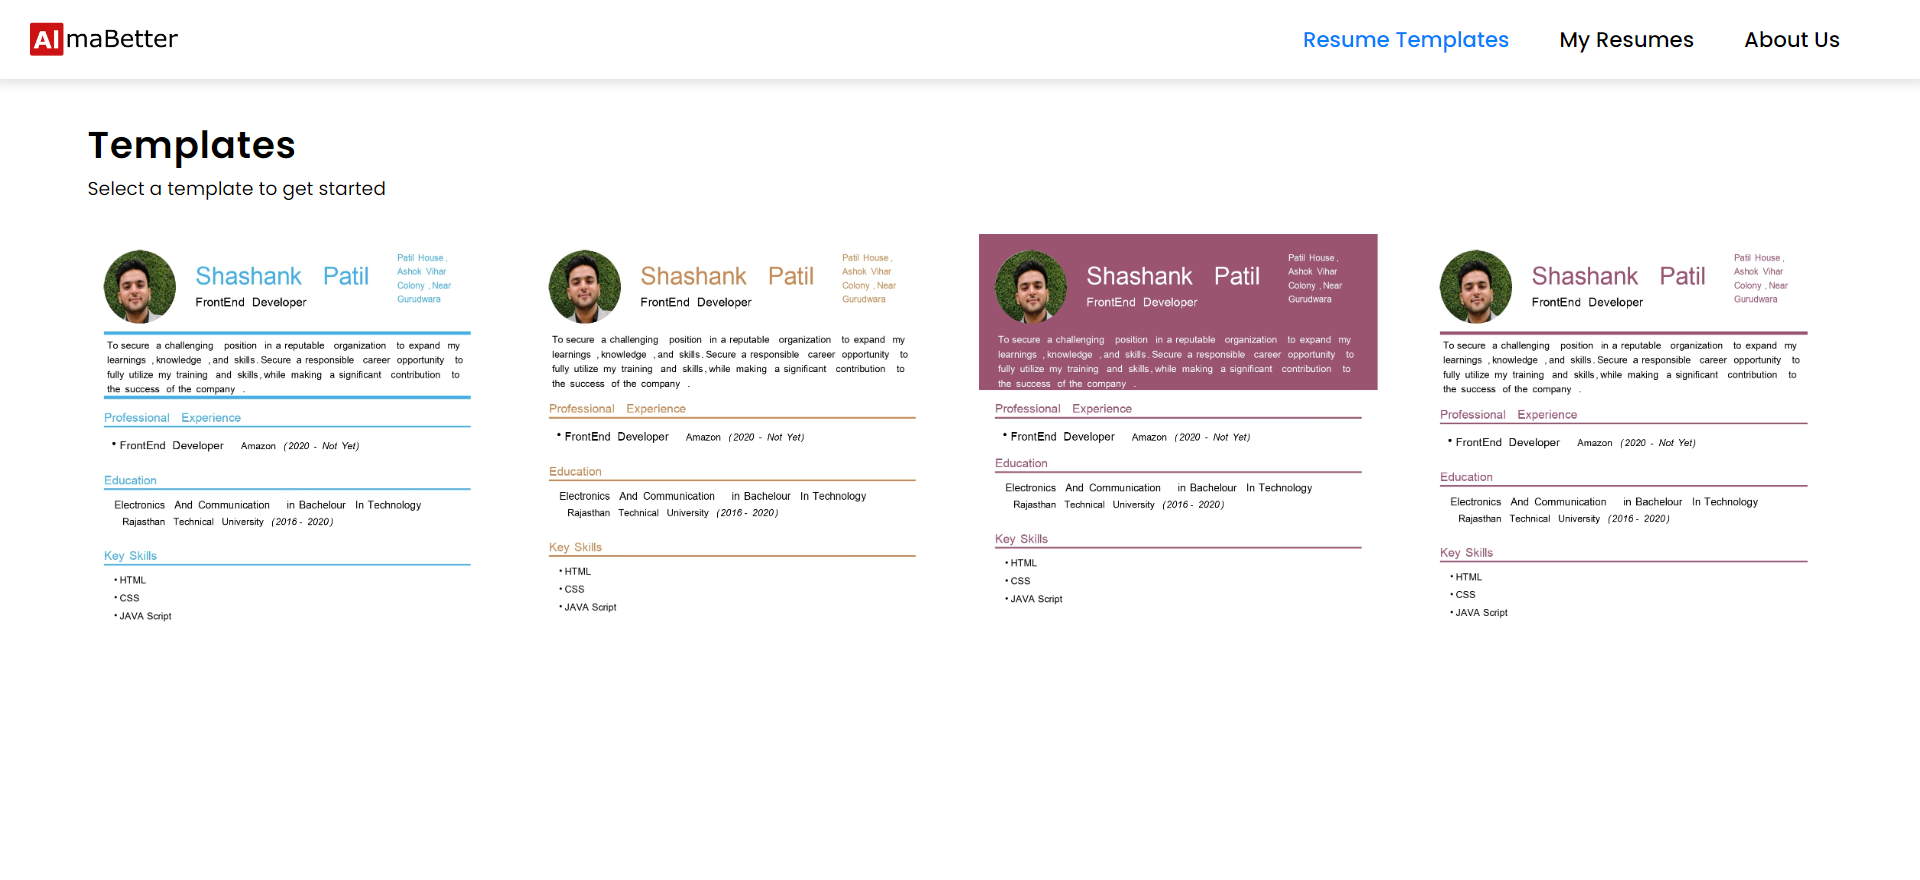 AlmaBetter
Resume Templates
My Resumes
About Us
Templates
Select a template to get started
Shashank Patil
FrontEnd Developer
Patil House ,
Ashok Vihar
Colony , Near
Gurudwara
To secure a challenging position in a reputable organization to expand my
learnings , knowledge , and skills . Secure a responsible career opportunity to
fully utilize my training and skills , while making a significant contribution to
the success of the company .
Professional Experience
• FrontEnd Developer Amazon (2020 - Not Yet)
Education
Electronics And Communication in Bachelour In Technology
Rajasthan Technical University (2016 - 2020)
Key Skills
• HTML
• CSS
• JAVA Script
Shashank Patil
FrontEnd Developer
Patil House ,
Ashok Vihar
Colony , Near
Gurudwara
To secure a challenging position in a reputable organization to expand my
learnings , knowledge , and skills . Secure a responsible career opportunity to
fully utilize my training and skills , while making a significant contribution to
the success of the company .
Professional Experience
• FrontEnd Developer Amazon (2020 - Not Yet)
Education
Electronics And Communication in Bachelour In Technology
Rajasthan Technical University (2016 - 2020)
Key Skills
• HTML
• CSS
• JAVA Script
Shashank Patil
FrontEnd Developer
Patil House ,
Ashok Vihar
Colony , Near
Gurudwara
To secure a challenging position in a reputable organization to expand my
learnings , knowledge , and skills . Secure a responsible career opportunity to
fully utilize my training and skills , while making a significant contribution to
the success of the company .
Professional Experience
• FrontEnd Developer Amazon (2020 - Not Yet)
Education
Electronics And Communication in Bachelour In Technology
Rajasthan Technical University (2016 - 2020)
Key Skills
• HTML
• CSS
• JAVA Script
Shashank Patil
FrontEnd Developer
Patil House ,
Ashok Vihar
Colony , Near
Gurudwara
To secure a challenging position in a reputable organization to expand my
learnings , knowledge , and skills . Secure a responsible career opportunity to
fully utilize my training and skills , while making a significant contribution to
the success of the company .
Professional Experience
• FrontEnd Developer Amazon (2020 - Not Yet)
Education
Electronics And Communication in Bachelour In Technology
Rajasthan Technical University (2016 - 2020)
Key Skills
• HTML
• CSS
• JAVA Script